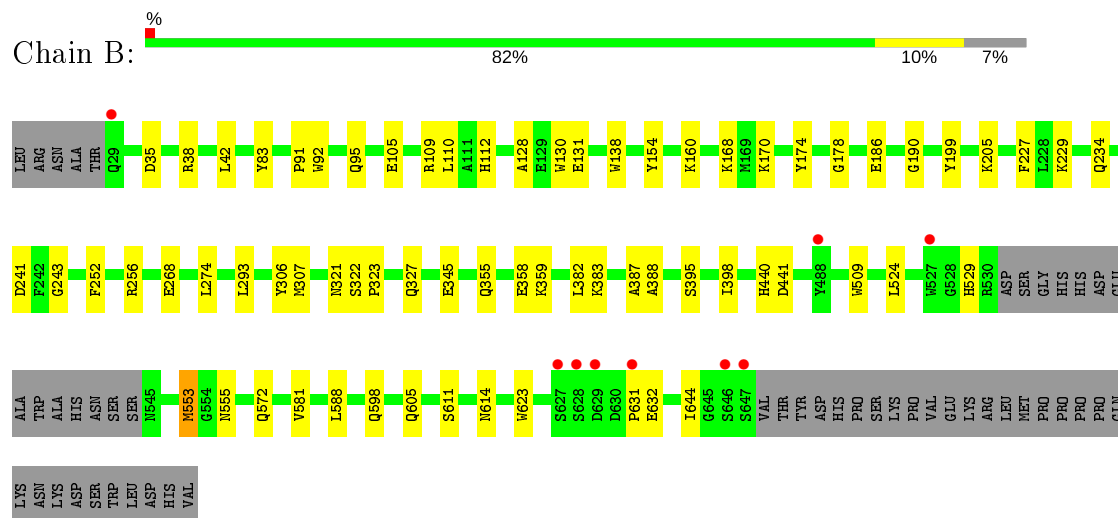 %
Chain B:
82% 10% 7%
LEU ARG ASN ALA THR Q29 D35 R38 L42 Y83 P91 W92 Q95 E105 R109 L110 A111 H112 A128 E129 W130 E131 W138 Y154 K160 K168 M169 K170 Y174 G178 E186 G190 Y199 K205 F227 L228 K229 Q234
D241 F242 G243 F252 R256 E268 L274 L293 Y306 M307 N321 S322 P323 Q327 E345 Q355 E358 K359 L382 K383 A387 A388 S395 I398 H440 D441 Y488 W509 L524 W527 G528 H529 R530 ASP SER GLY HIS HIS ASP GLU
ALA TRP ALA HIS ASN SER SER N545 M553 G554 N555 Q572 V581 L588 Q598 Q605 S611 N614 W623 S627 S628 D629 D630 P631 E632 I644 G645 S646 S647 VAL THR TYR ASP HIS PRO SER LYS PRO VAL GLU LYS ARG LEU MET PRO PRO PRO PRO GLN
LYS ASN LYS ASP SER TRP LEU ASP HIS VAL